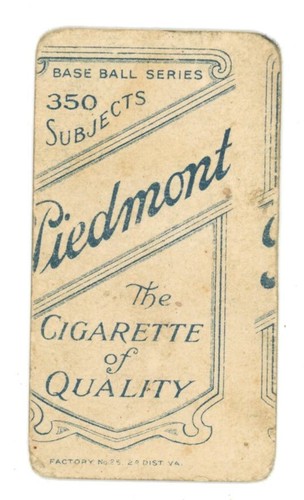 BASE BALL SERIES
350
SUBJECTS
Piedmont
The
CIGARETTE
of
QUALITY
FACTORY No 25, 2d DIST. VA.